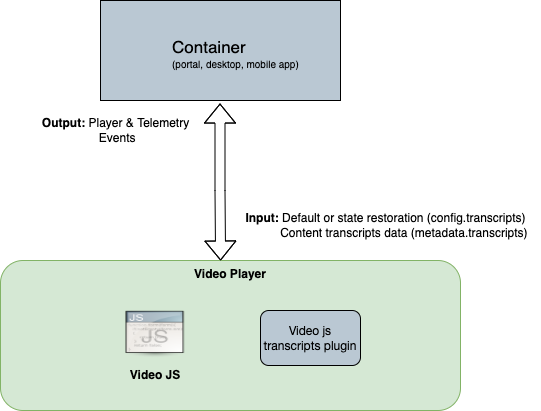 Container
(portal, desktop, mobile app)
Output: Player & Telemetry
Events
Input: Default or state restoration (config.transcripts)
Content transcripts data (metadata.transcripts)
Video Player
JS
JS
Video js
transcripts plugin
Video JS